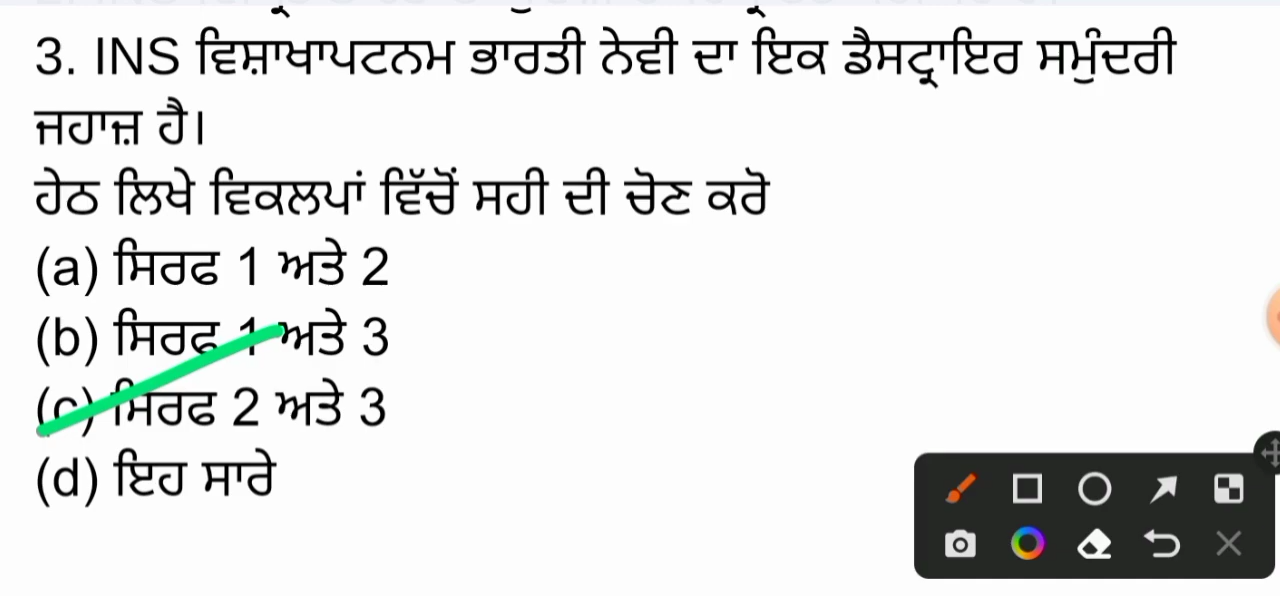 3. INS ਵਿਸ਼ਾਖਾਪਟਨਮ ਭਾਰਤੀ ਨੇਵੀ ਦਾ ਇਕ ਡੈਸਟ੍ਰਾਇਰ ਸਮੁੰਦਰੀ
ਜਹਾਜ਼ ਹੈ।
ਹੇਠ ਲਿਖੇ ਵਿਕਲਪਾਂ ਵਿੱਚੋਂ ਸਹੀ ਦੀ ਚੋਣ ਕਰੋ
(a) ਸਿਰਫ 1 ਅਤੇ 2
(b) ਸਿਰਫ 1 ਅਤੇ 3
(c) ਸਿਰਫ 2 ਅਤੇ 3
(d) ਇਹ ਸਾਰੇ